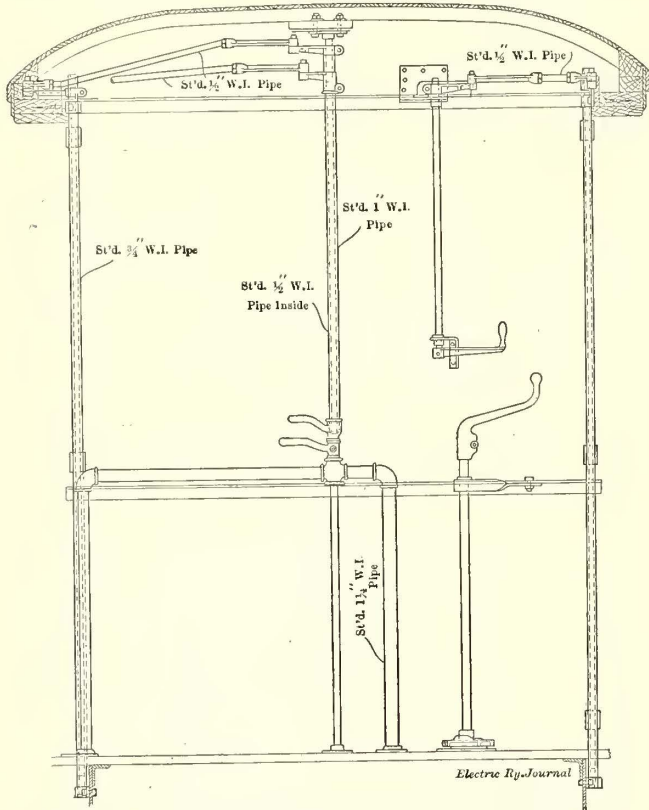 St'd. ½" W.I. Pipe
St'd. ½" W.I. Pipe
St'd. 1" W.I.
Pipe
St'd. ¾" W.I. Pipe
St'd. ½" W.I.
Pipe Inside
St'd. 1¼" W.I.
Pipe
Electric Ry. Journal